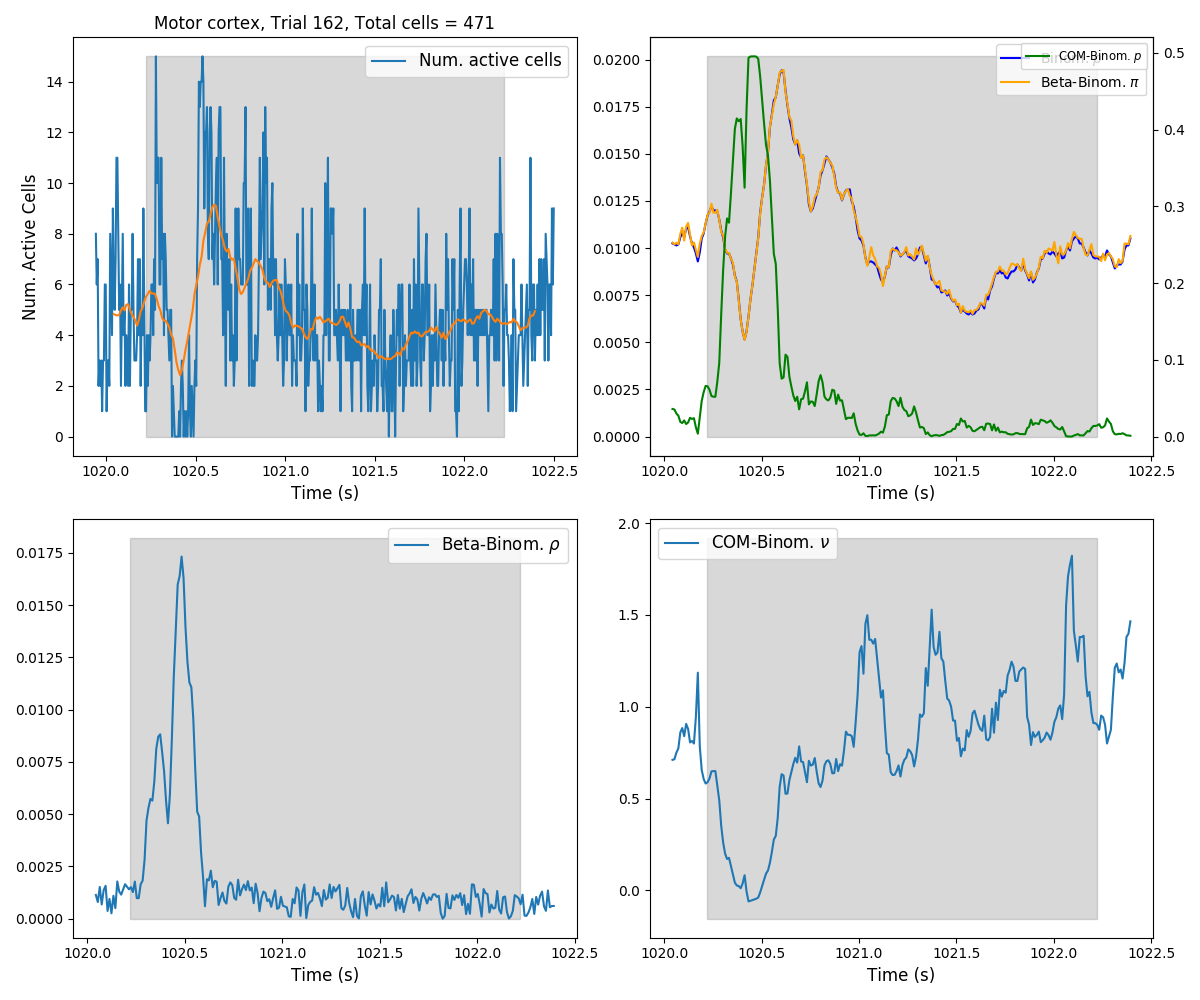 Motor cortex, Trial 162, Total cells = 471
Num. active cells
Num. Active Cells
14
12
10
8
6
4
2
0
1020.0 1020.5 1021.0 1021.5 1022.0 1022.5
Time (s)
COM-Binom. p
Beta-Binom. π
0.0200
0.0175
0.0150
0.0125
0.0100
0.0075
0.0050
0.0025
0.0000
0.5
0.4
0.3
0.2
0.1
0.0
1020.0 1020.5 1021.0 1021.5 1022.0 1022.5
Time (s)
Beta-Binom. ρ
0.0175
0.0150
0.0125
0.0100
0.0075
0.0050
0.0025
0.0000
1020.0 1020.5 1021.0 1021.5 1022.0 1022.5
Time (s)
COM-Binom. ν
2.0
1.5
1.0
0.5
0.0
1020.0 1020.5 1021.0 1021.5 1022.0 1022.5
Time (s)